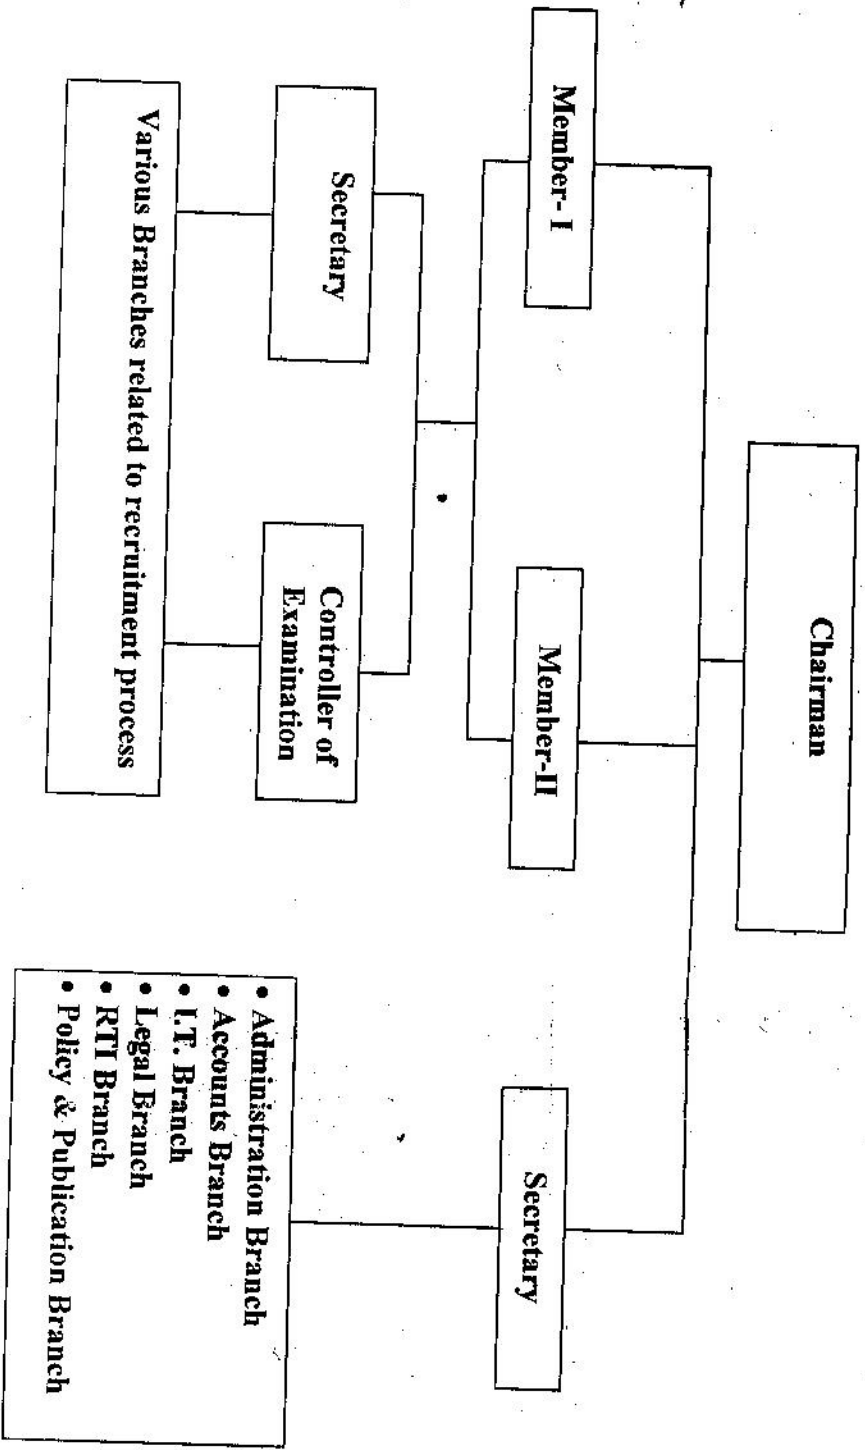 Chairman
Member- I
Member-II
Secretary
Secretary
Controller of
Examination
Various Branches related to recruitment process
• Administration Branch
• Accounts Branch
• I.T. Branch
• Legal Branch
• RTI Branch
• Policy & Publication Branch